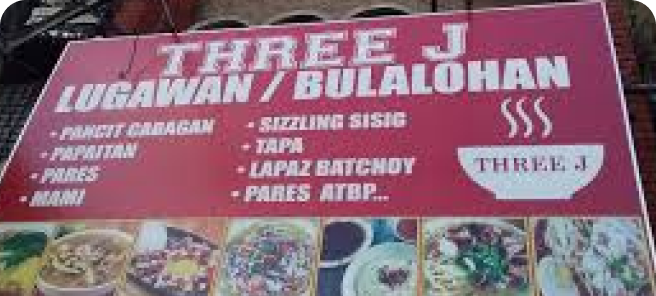 THREE J
LUGAWAN / BULALOHAN
• PANCIT CABAGAN
• PAPAITAN
• PARES
• MAMI
• SIZZLING SISIG
• TAPA
• LAPAZ BATCHOY
• PARES ATBP...
THREE J